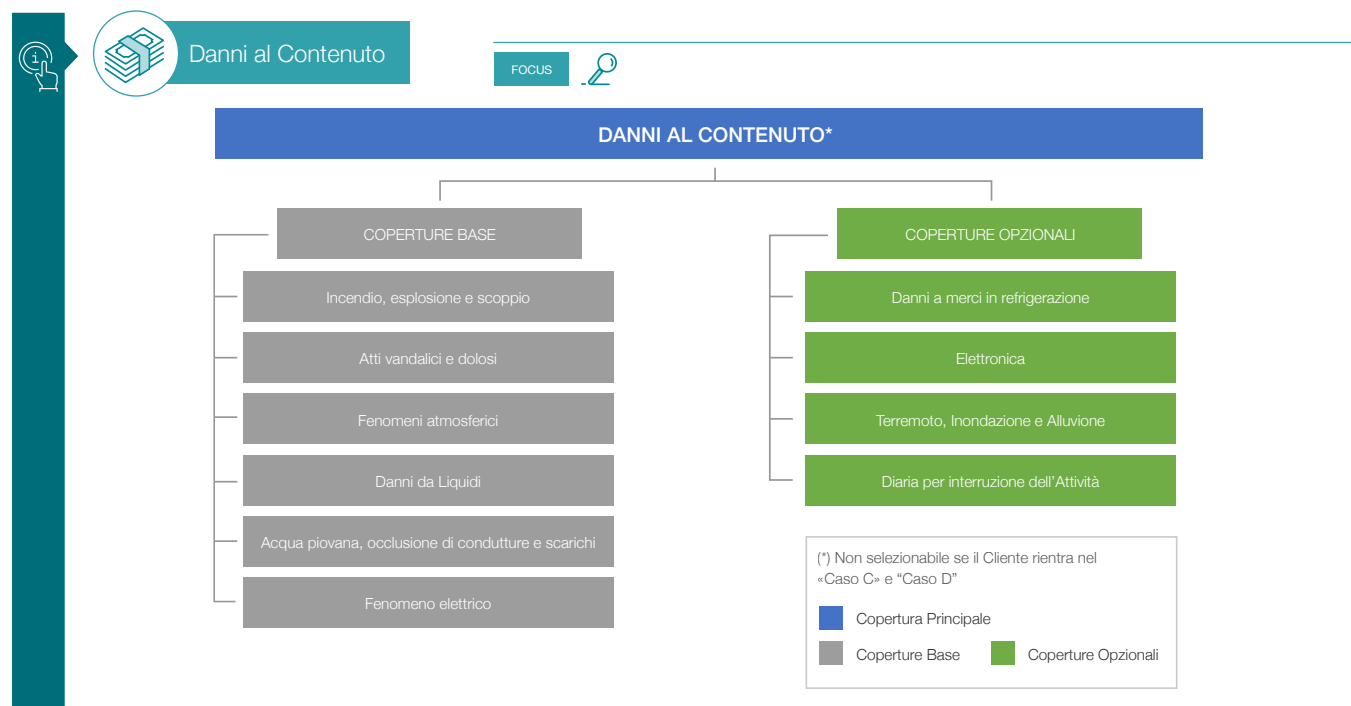 Danni al Contenuto
FOCUS
DANNI AL CONTENUTO*
COPERTURE BASE
Incendio, esplosione e scoppio
Atti vandalici e dolosi
Fenomeni atmosferici
Danni da Liquidi
Acqua piovana, occlusione di condutture e scarichi
Fenomeno elettrico
COPERTURE OPZIONALI
Danni a merci in refrigerazione
Elettronica
Terremoto, Inondazione e Alluvione
Diaria per interruzione dell'Attività
(*) Non selezionabile se il Cliente rientra nel
«Caso C» e “Caso D”
Copertura Principale
Coperture Base
Coperture Opzionali